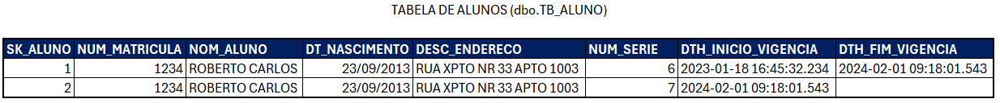 TABELA DE ALUNOS (dbo.TB_ALUNO)
SK_ALUNO NUM_MATRICULA NOM_ALUNO DT_NASCIMENTO DESC_ENDERECO NUM_SERIE DTH_INICIO_VIGENCIA DTH_FIM_VIGENCIA
1 1234 ROBERTO CARLOS 23/09/2013 RUA XPTO NR 33 APTO 1003 6 2023-01-18 16:45:32.234 2024-02-01 09:18:01.543
2 1234 ROBERTO CARLOS 23/09/2013 RUA XPTO NR 33 APTO 1003 7 2024-02-01 09:18:01.543